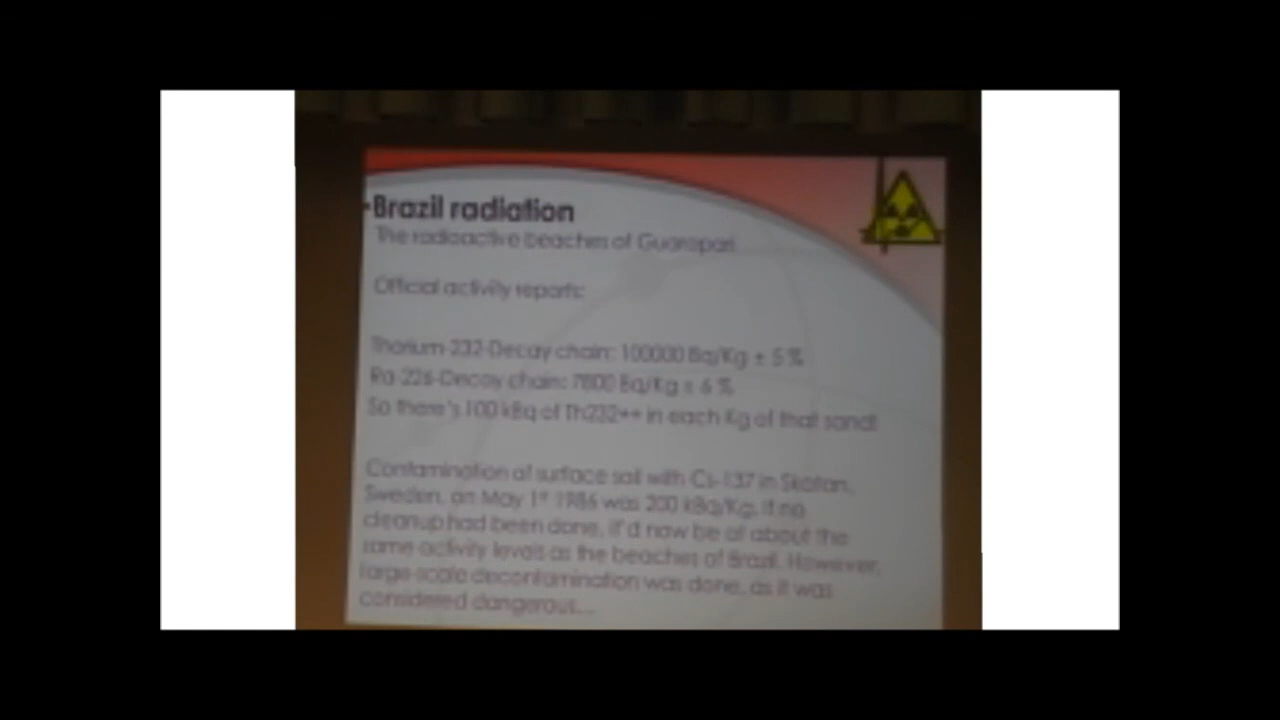 Brazil radiation
The radioactive beaches of Guarapari
Official activity reports:
Thorium-232-Decay chain: 100000 Bq/Kg ± 5 %
Ra-226-Decay chain: 7800 Bq/Kg ± 6 %
So there's 100 kBq of Th232++ in each Kg of that sand!
Contamination of surface soil with Cs-137 in
Sweden, on May 1st 1986 was 200 kBq/Kg. If no
cleanup had been done, it'd now be of about the
same activity levels as the beaches of Brazil. However,
large-scale decontamination was done, as it was
considered dangerous...